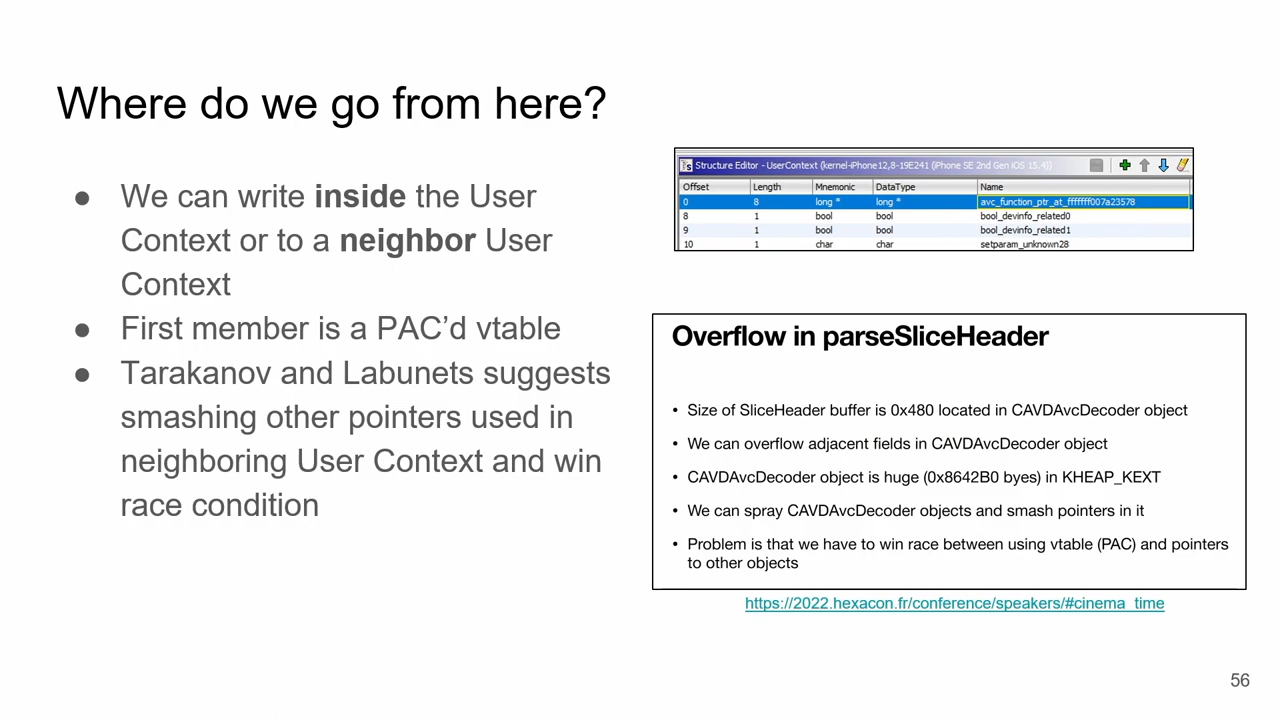 Where do we go from here?
● We can write inside the User
Context or to a neighbor User
Context
● First member is a PAC’d vtable
● Tarakanov and Labunets suggests
smashing other pointers used in
neighboring User Context and win
race condition
Structure Editor - UserContext (kernel-iPhone12,8-19E241 (iPhone SE 2nd Gen iOS 15.4))
Offset Length Mnemonic DataType Name
0 8 long * long * avc_function_ptr_at_fffffff007a23578
8 1 bool bool bool_devinfo_related0
9 1 bool bool bool_devinfo_related1
10 1 char char setparam_unknown28
Overflow in parseSliceHeader
• Size of SliceHeader buffer is 0x480 located in CAVDAvcDecoder object
• We can overflow adjacent fields in CAVDAvcDecoder object
• CAVDAvcDecoder object is huge (0x8642B0 byes) in KHEAP_KEXT
• We can spray CAVDAvcDecoder objects and smash pointers in it
• Problem is that we have to win race between using vtable (PAC) and pointers
to other objects
https://2022.hexacon.fr/conference/speakers/#cinema_time
56